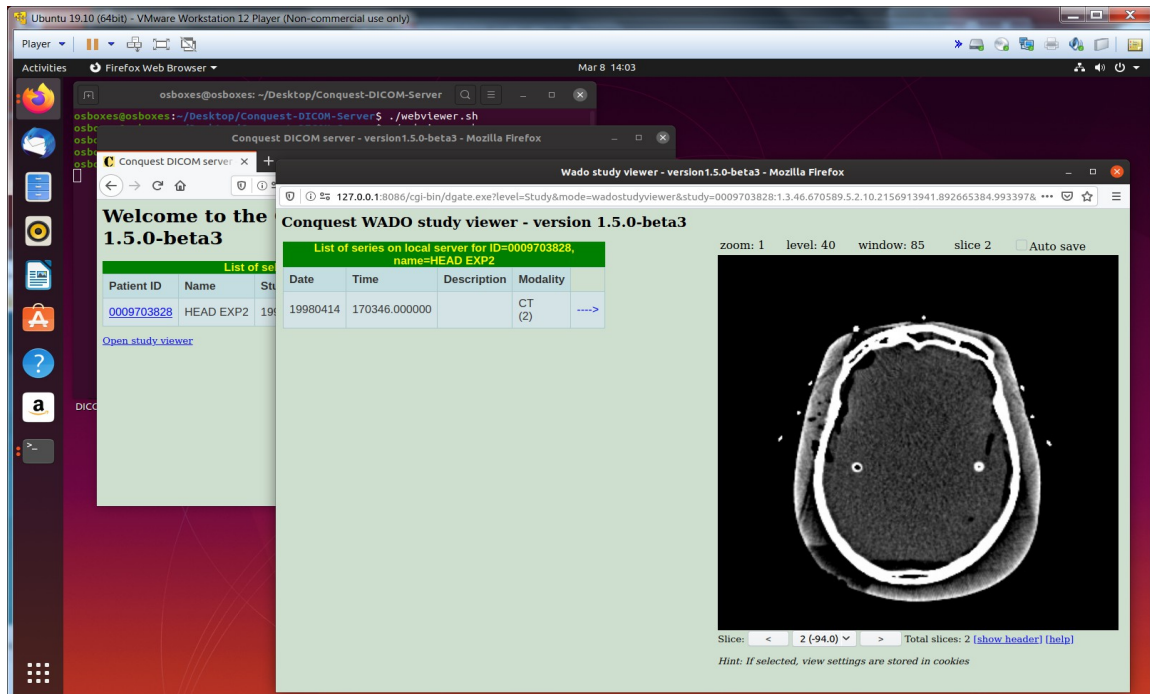 Ubuntu 19.10 (64bit) - VMware Workstation 12 Player (Non-commercial use only)
Player
Activities
Firefox Web Browser
Mar 8 14:03
osboxes@osboxes: ~/Desktop/Conquest-DICOM-Server
osboxes@osboxes:~/Desktop/Conquest-DICOM-Server$ ./webviewer.sh
Conquest DICOM server - version1.5.0-beta3 - Mozilla Firefox
Conquest DICOM server
Welcome to the
1.5.0-beta3
List of se
Patient ID Name Stu
0009703828 HEAD EXP2 199
Open study viewer
DICO
Wado study viewer - version1.5.0-beta3 - Mozilla Firefox
127.0.0.1:8086/cgi-bin/dgate.exe?level=Study&mode=wadostudyviewer&study=0009703828:1.3.46.670589.5.2.10.2156913941.892665384.993397&
Conquest WADO study viewer - version 1.5.0-beta3
List of series on local server for ID=0009703828,
name=HEAD EXP2
Date Time Description Modality
19980414 170346.000000 CT
(2) ---->
zoom: 1 level: 40 window: 85 slice 2 Auto save
Slice: < 2 (-94.0) > Total slices: 2 [show header] [help]
Hint: If selected, view settings are stored in cookies